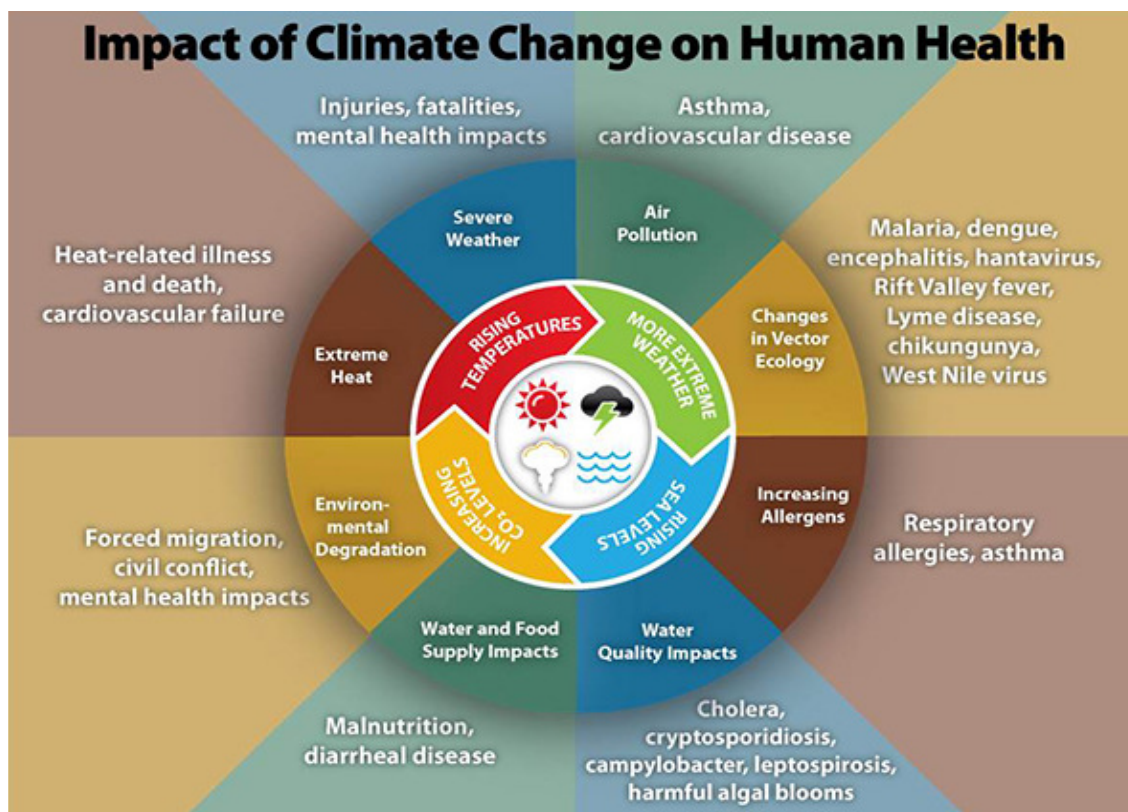 Impact of Climate Change on Human Health
Injuries, fatalities,
mental health impacts
Asthma,
cardiovascular disease
Severe
Weather
Air
Pollution
Malaria, dengue,
encephalitis, hantavirus,
Rift Valley fever,
Lyme disease,
chikungunya,
West Nile virus
Heat-related illness
and death,
cardiovascular failure
Extreme
Heat
Changes
in Vector
Ecology
RISING
TEMPERATURES
MORE EXTREME
WEATHER
RISING
SEA LEVELS
INCREASING
CO₂ LEVELS
Environ-
mental
Degradation
Increasing
Allergens
Forced migration,
civil conflict,
mental health impacts
Respiratory
allergies, asthma
Water and Food
Supply Impacts
Water
Quality Impacts
Malnutrition,
diarrheal disease
Cholera,
cryptosporidiosis,
campylobacter, leptospirosis,
harmful algal blooms